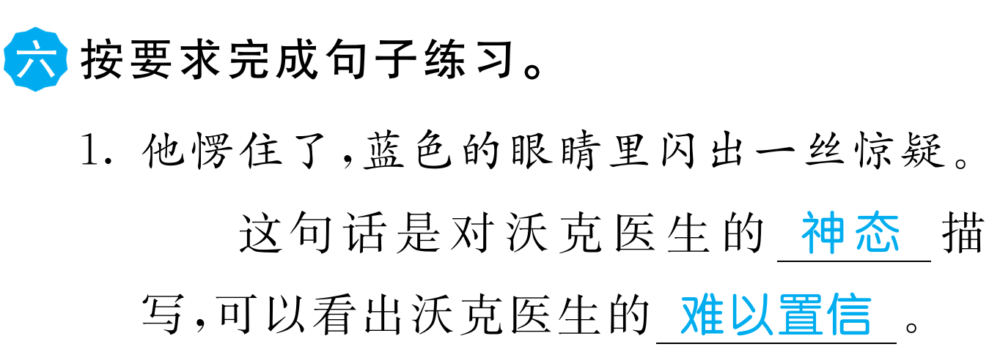 六 按要求完成句子练习。
1. 他愣住了,蓝色的眼睛里闪出一丝惊疑。
这句话是对沃克医生的 神态 描
写,可以看出沃克医生的 难以置信 。